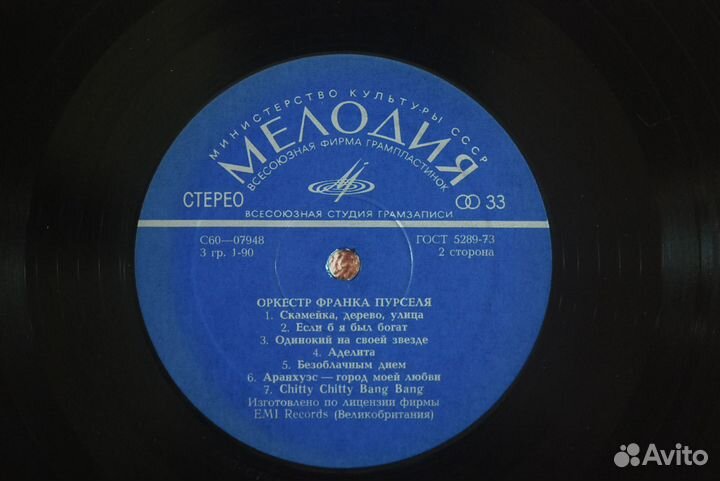 МИНИСТЕРСТВО КУЛЬТУРЫ СССР
МЕЛОДИЯ
ВСЕСОЮЗНАЯ ФИРМА ГРАМПЛАСТИНОК
СТЕРЕО
33
ВСЕСОЮЗНАЯ СТУДИЯ ГРАМЗАПИСИ
С60—07948
ГОСТ 5289-73
3 гр. 1-90
2 сторона
ОРКЕСТР ФРАНКА ПУРСЕЛЯ
1. Скамейка, дерево, улица
2. Если б я был богат
3. Одинокий на своей звезде
4. Аделита
5. Безоблачным днем
6. Аранхуэс — город моей любви
7. Chitty Chitty Bang Bang
Изготовлено по лицензии фирмы
EMI Records (Великобритания)
Avito